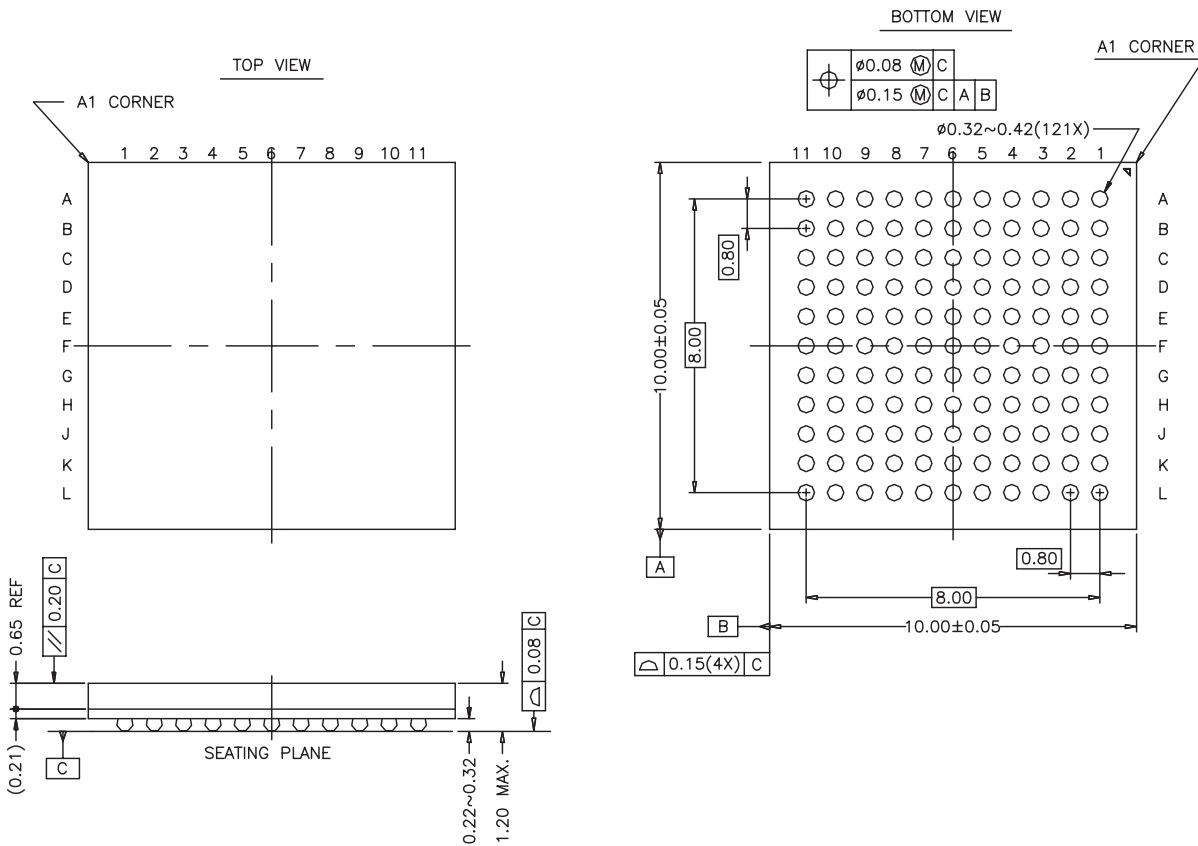 BOTTOM VIEW
TOP VIEW
A1 CORNER
A1 CORNER
ø0.08 Ⓜ C
ø0.15 Ⓜ C A B
ø0.32~0.42(121X)
1 2 3 4 5 6 7 8 9 10 11
A
B
C
D
E
F
G
H
J
K
L
11 10 9 8 7 6 5 4 3 2 1
A
B
C
D
E
F
G
H
J
K
L
0.80
8.00
10.00±0.05
A
0.80
8.00
B
10.00±0.05
0.15(4X) C
0.65 REF
// 0.20 C
0.08 C
(0.21)
C
SEATING PLANE
0.22~0.32
1.20 MAX.